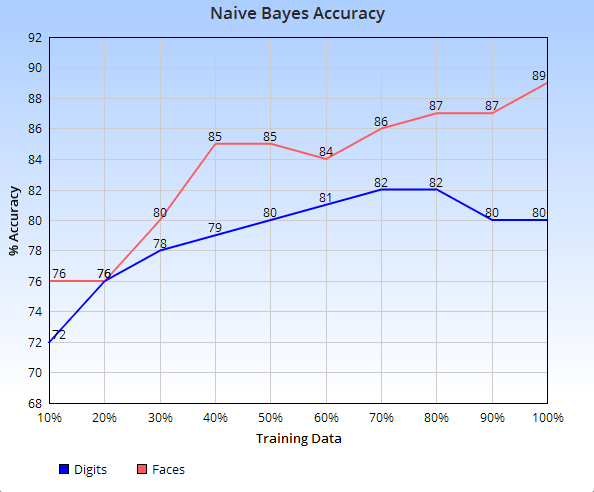 Naive Bayes Accuracy
92
90
88
86
84
82
80
78
76
74
72
70
68
% Accuracy
76 76 80 85 85 84 86 87 87 89
72 76 78 79 80 81 82 82 80 80
10% 20% 30% 40% 50% 60% 70% 80% 90% 100%
Training Data
Digits Faces